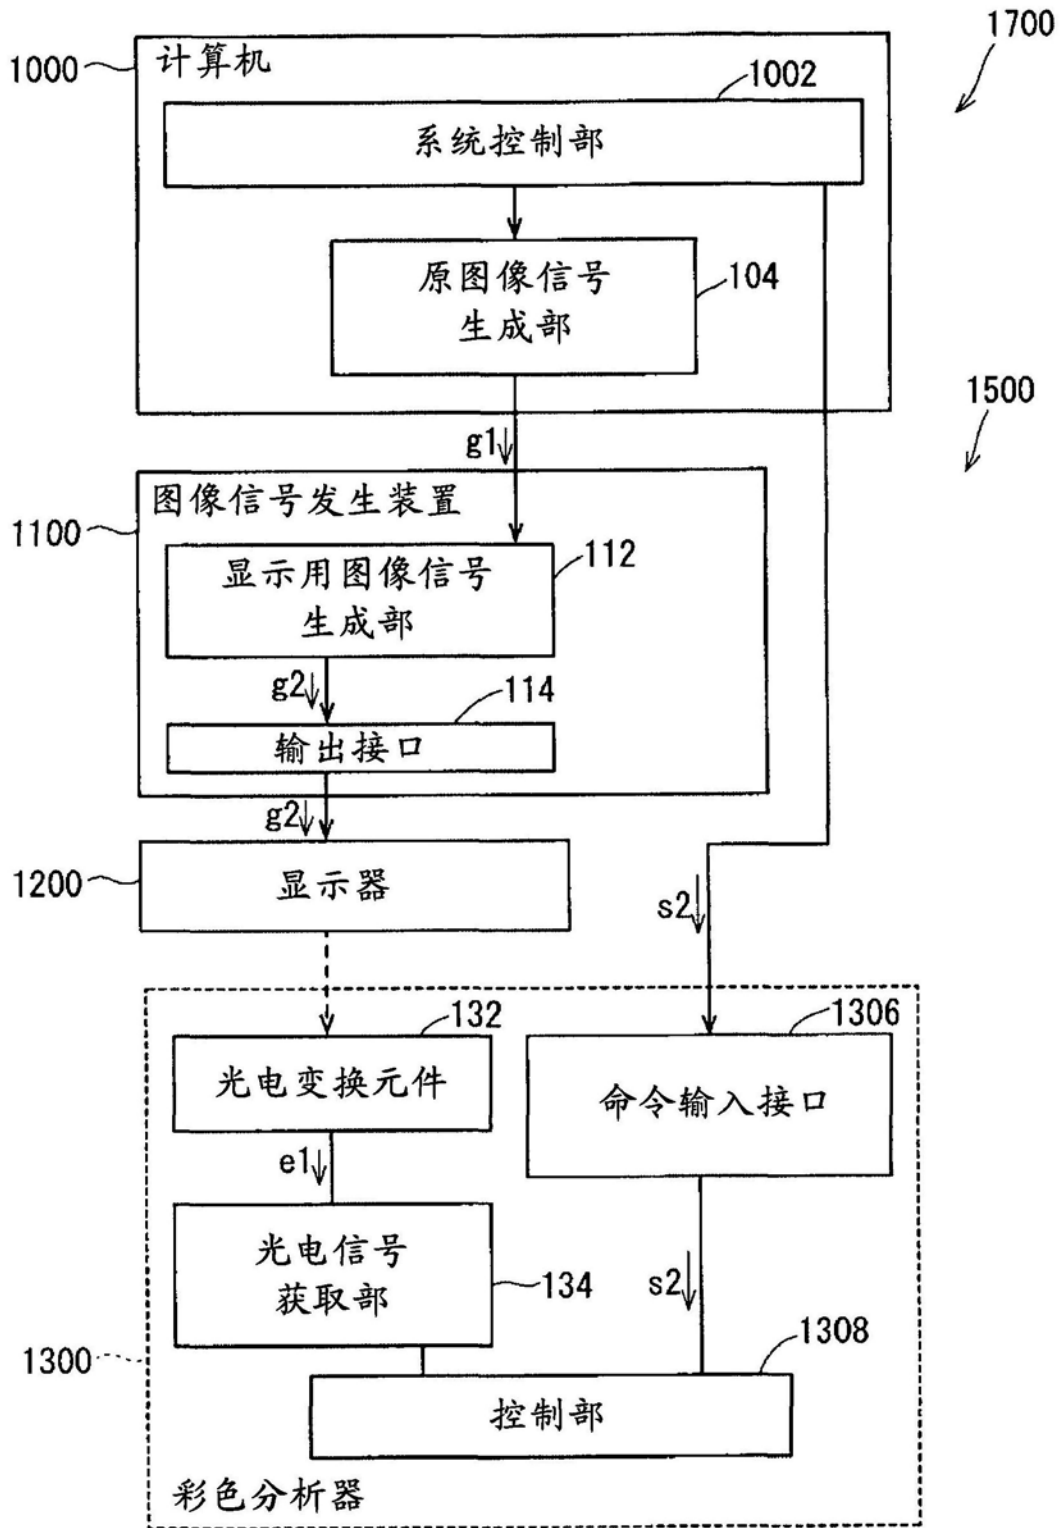 1700
1000
计算机
1002
系统控制部
原图像信号
生成部
104
1500
g1
图像信号发生装置
1100
显示用图像信号
生成部
112
g2
114
输出接口
g2
1200
显示器
s2
132
光电变换元件
1306
命令输入接口
e1
光电信号
获取部
134
s2
1308
1300
控制部
彩色分析器